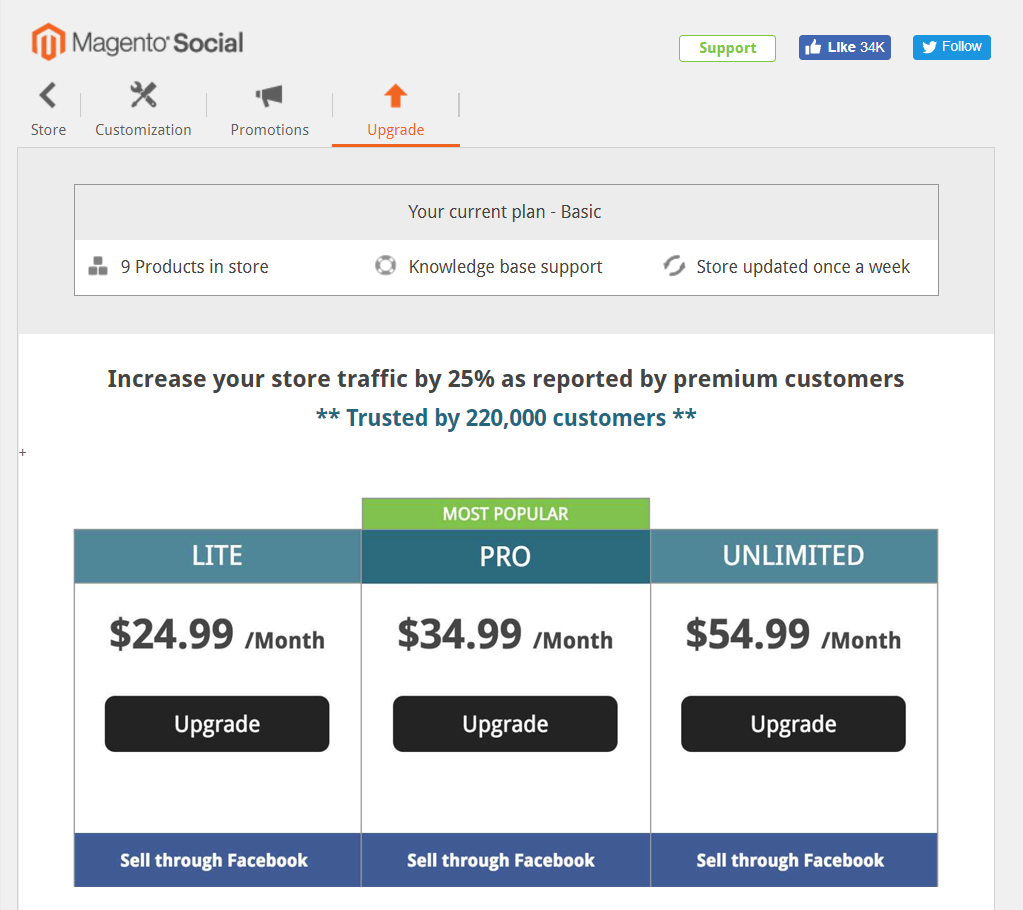 Magento® Social
Support
Like 34K
Follow
Store
Customization
Promotions
Upgrade
Your current plan - Basic
9 Products in store
Knowledge base support
Store updated once a week
Increase your store traffic by 25% as reported by premium customers
** Trusted by 220,000 customers **
+
MOST POPULAR
LITE
PRO
UNLIMITED
$24.99 /Month
$34.99 /Month
$54.99 /Month
Upgrade
Upgrade
Upgrade
Sell through Facebook
Sell through Facebook
Sell through Facebook